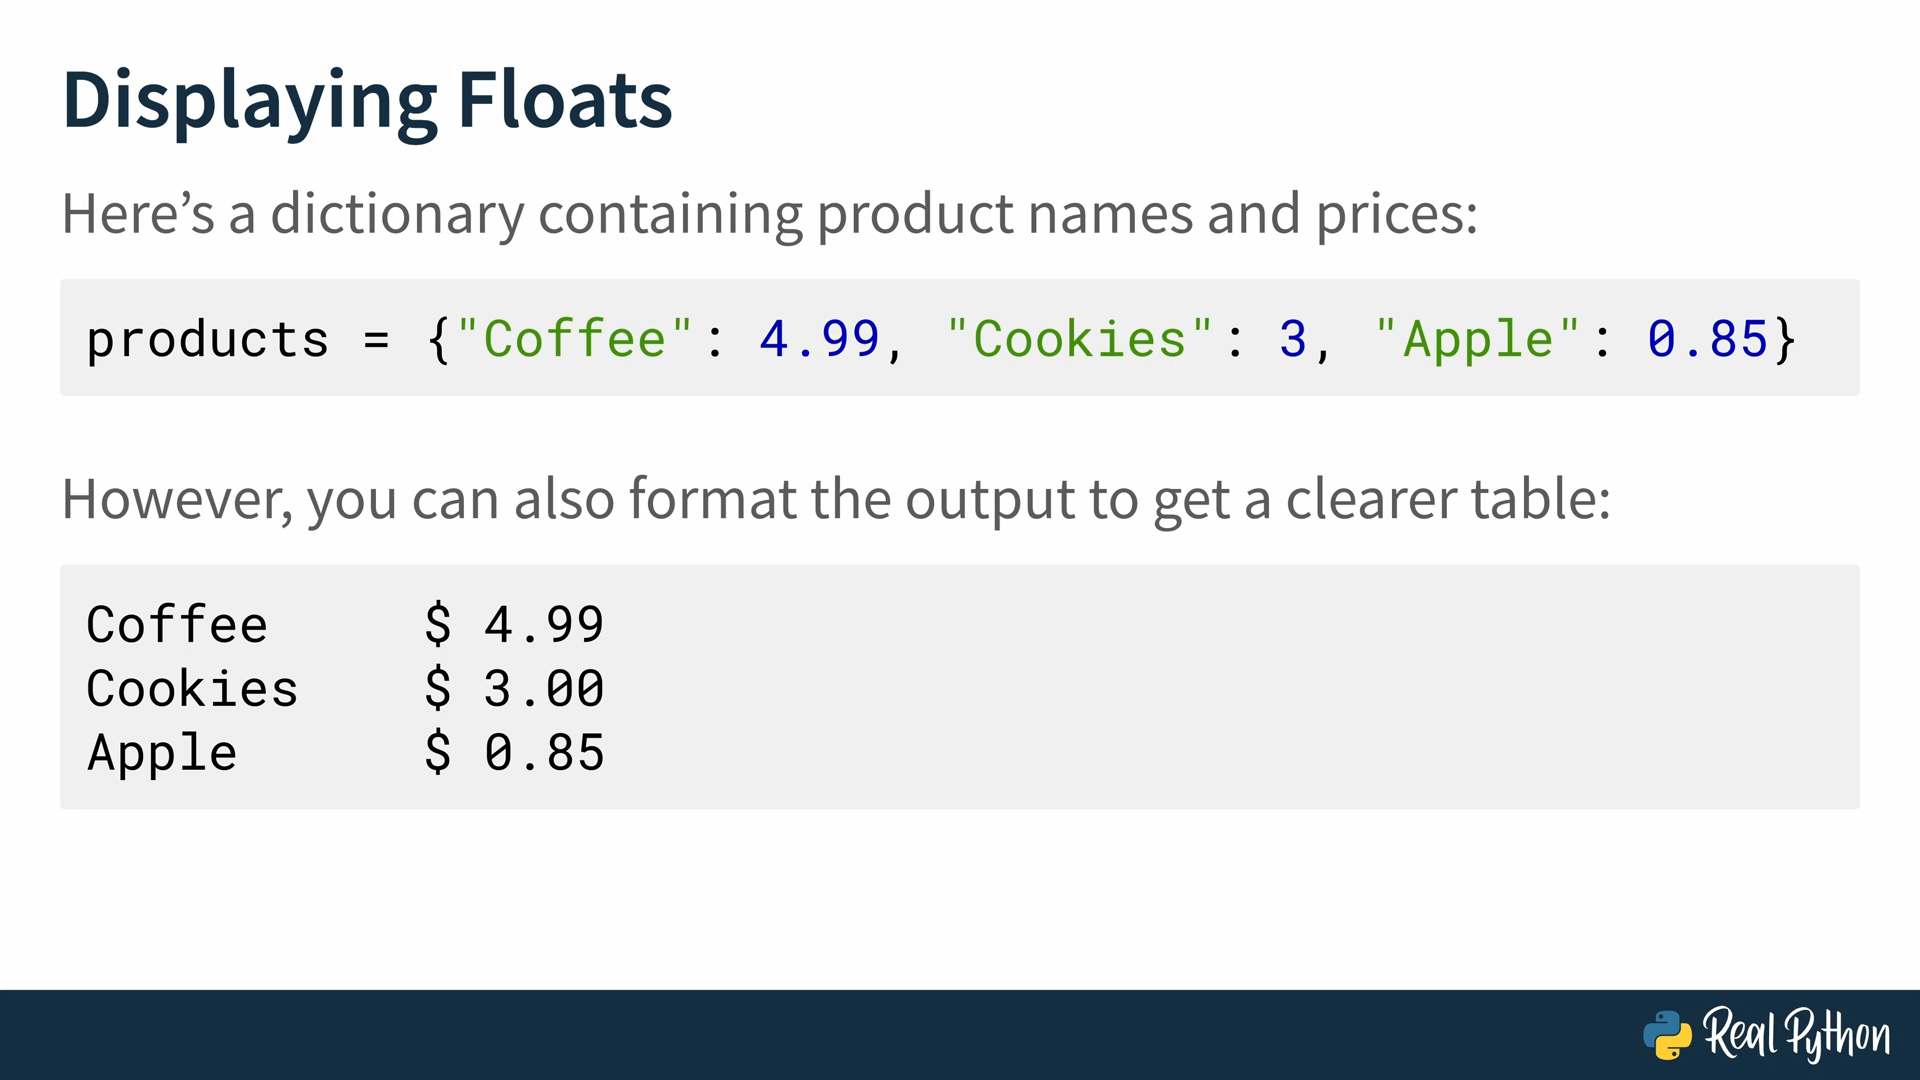 Displaying Floats
Here’s a dictionary containing product names and prices:
products = {"Coffee": 4.99, "Cookies": 3, "Apple": 0.85}
However, you can also format the output to get a clearer table:
Coffee     $ 4.99
Cookies    $ 3.00
Apple      $ 0.85
Real Python